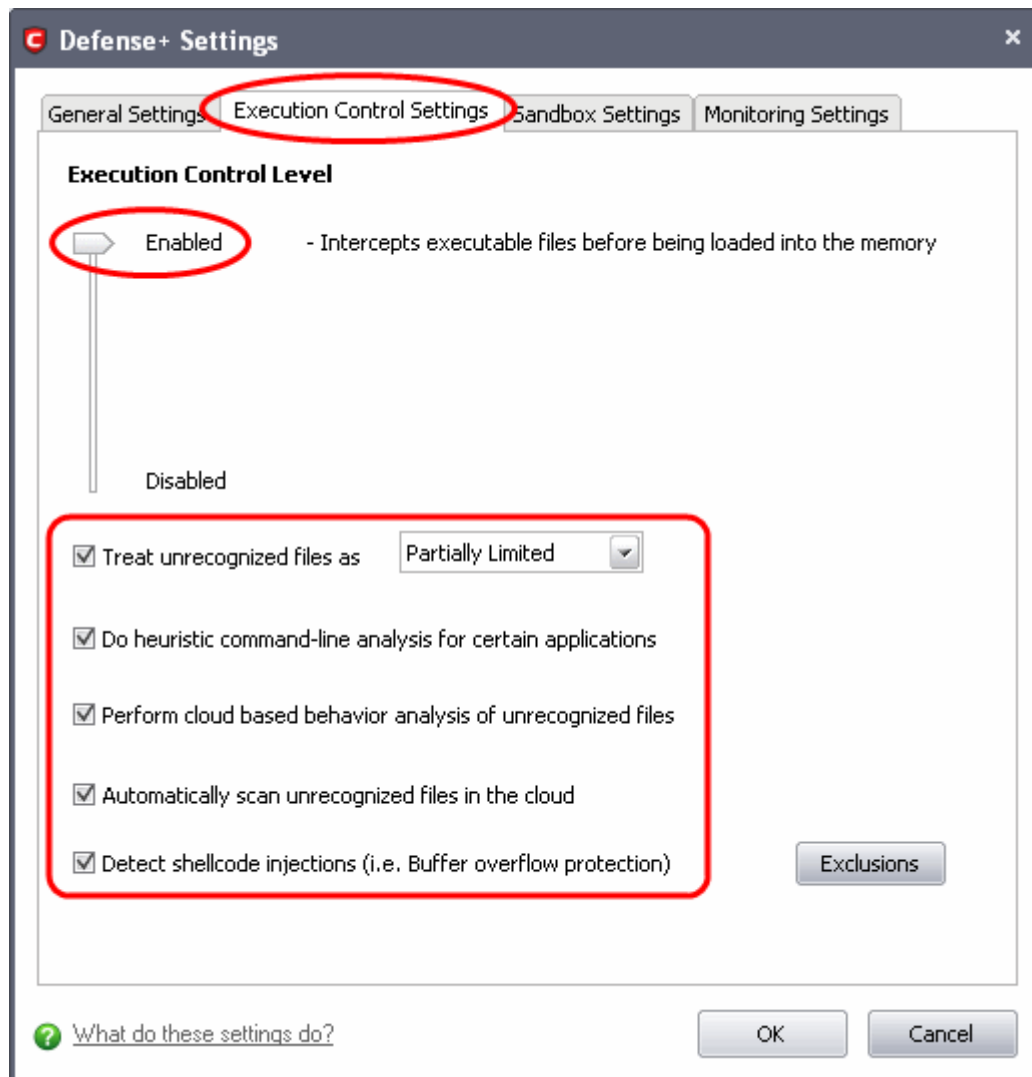 Defense+ Settings
General Settings
Execution Control Settings
Sandbox Settings
Monitoring Settings
Execution Control Level
Enabled
- Intercepts executable files before being loaded into the memory
Disabled
Treat unrecognized files as
Partially Limited
Do heuristic command-line analysis for certain applications
Perform cloud based behavior analysis of unrecognized files
Automatically scan unrecognized files in the cloud
Detect shellcode injections (i.e. Buffer overflow protection)
Exclusions
What do these settings do?
OK
Cancel